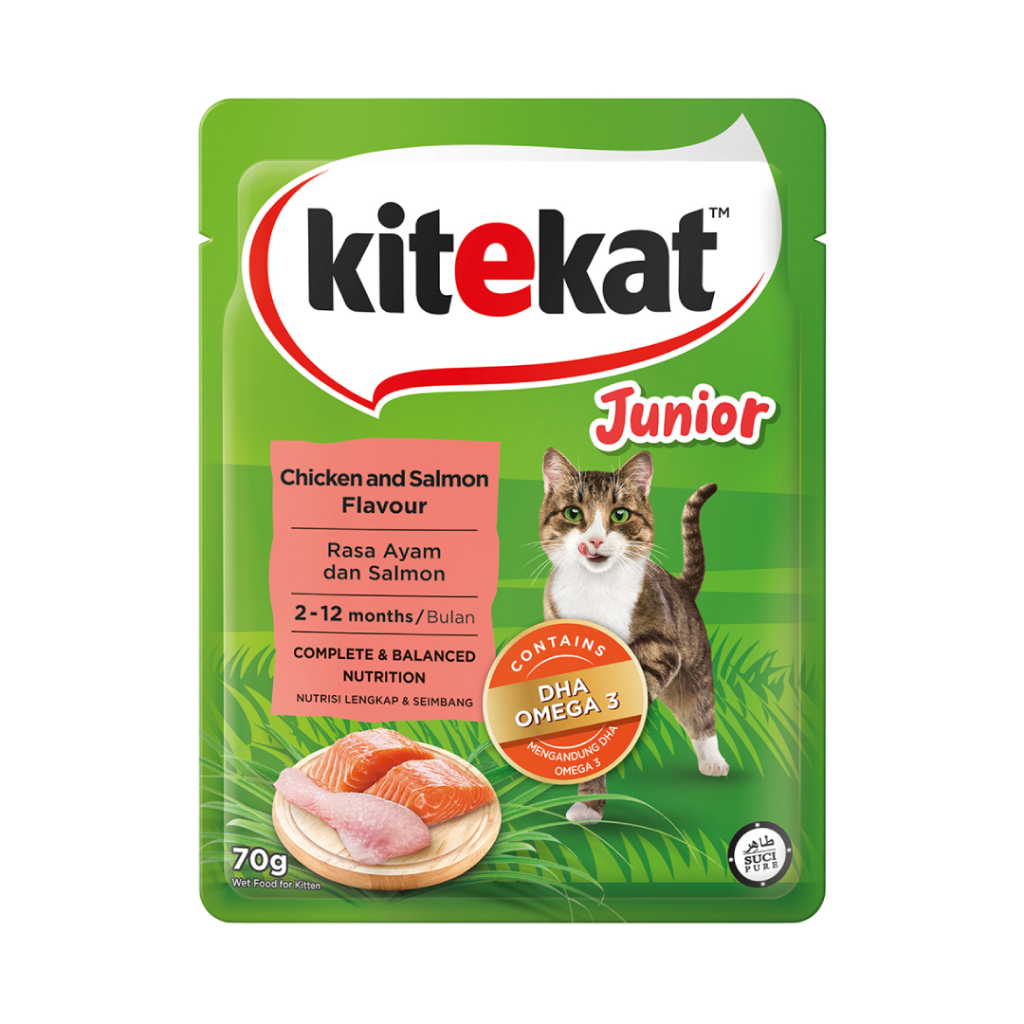 kitekat™
Junior
Chicken and Salmon
Flavour
Rasa Ayam
dan Salmon
2-12 months/Bulan
COMPLETE & BALANCED
NUTRITION
NUTRISI LENGKAP & SEIMBANG
CONTAINS
DHA
OMEGA 3
MENGANDUNG DHA
OMEGA 3
70g
Wet Food for Kitten
طاهر
SUCI
PURE